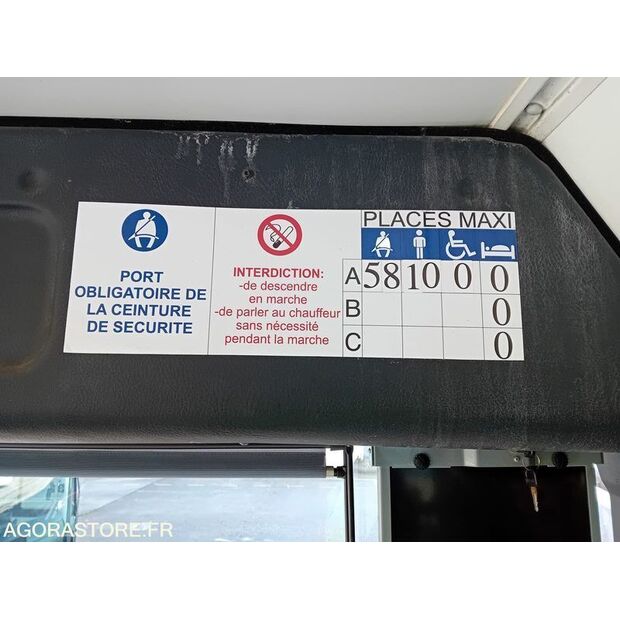 PORT
OBLIGATOIRE DE
LA CEINTURE
DE SECURITE
INTERDICTION:
-de descendre
en marche
-de parler au chauffeur
sans nécéssité
pendant la marche
PLACES MAXI
A 58 10 0 0
B 0
C 0
AGORASTORE.FR